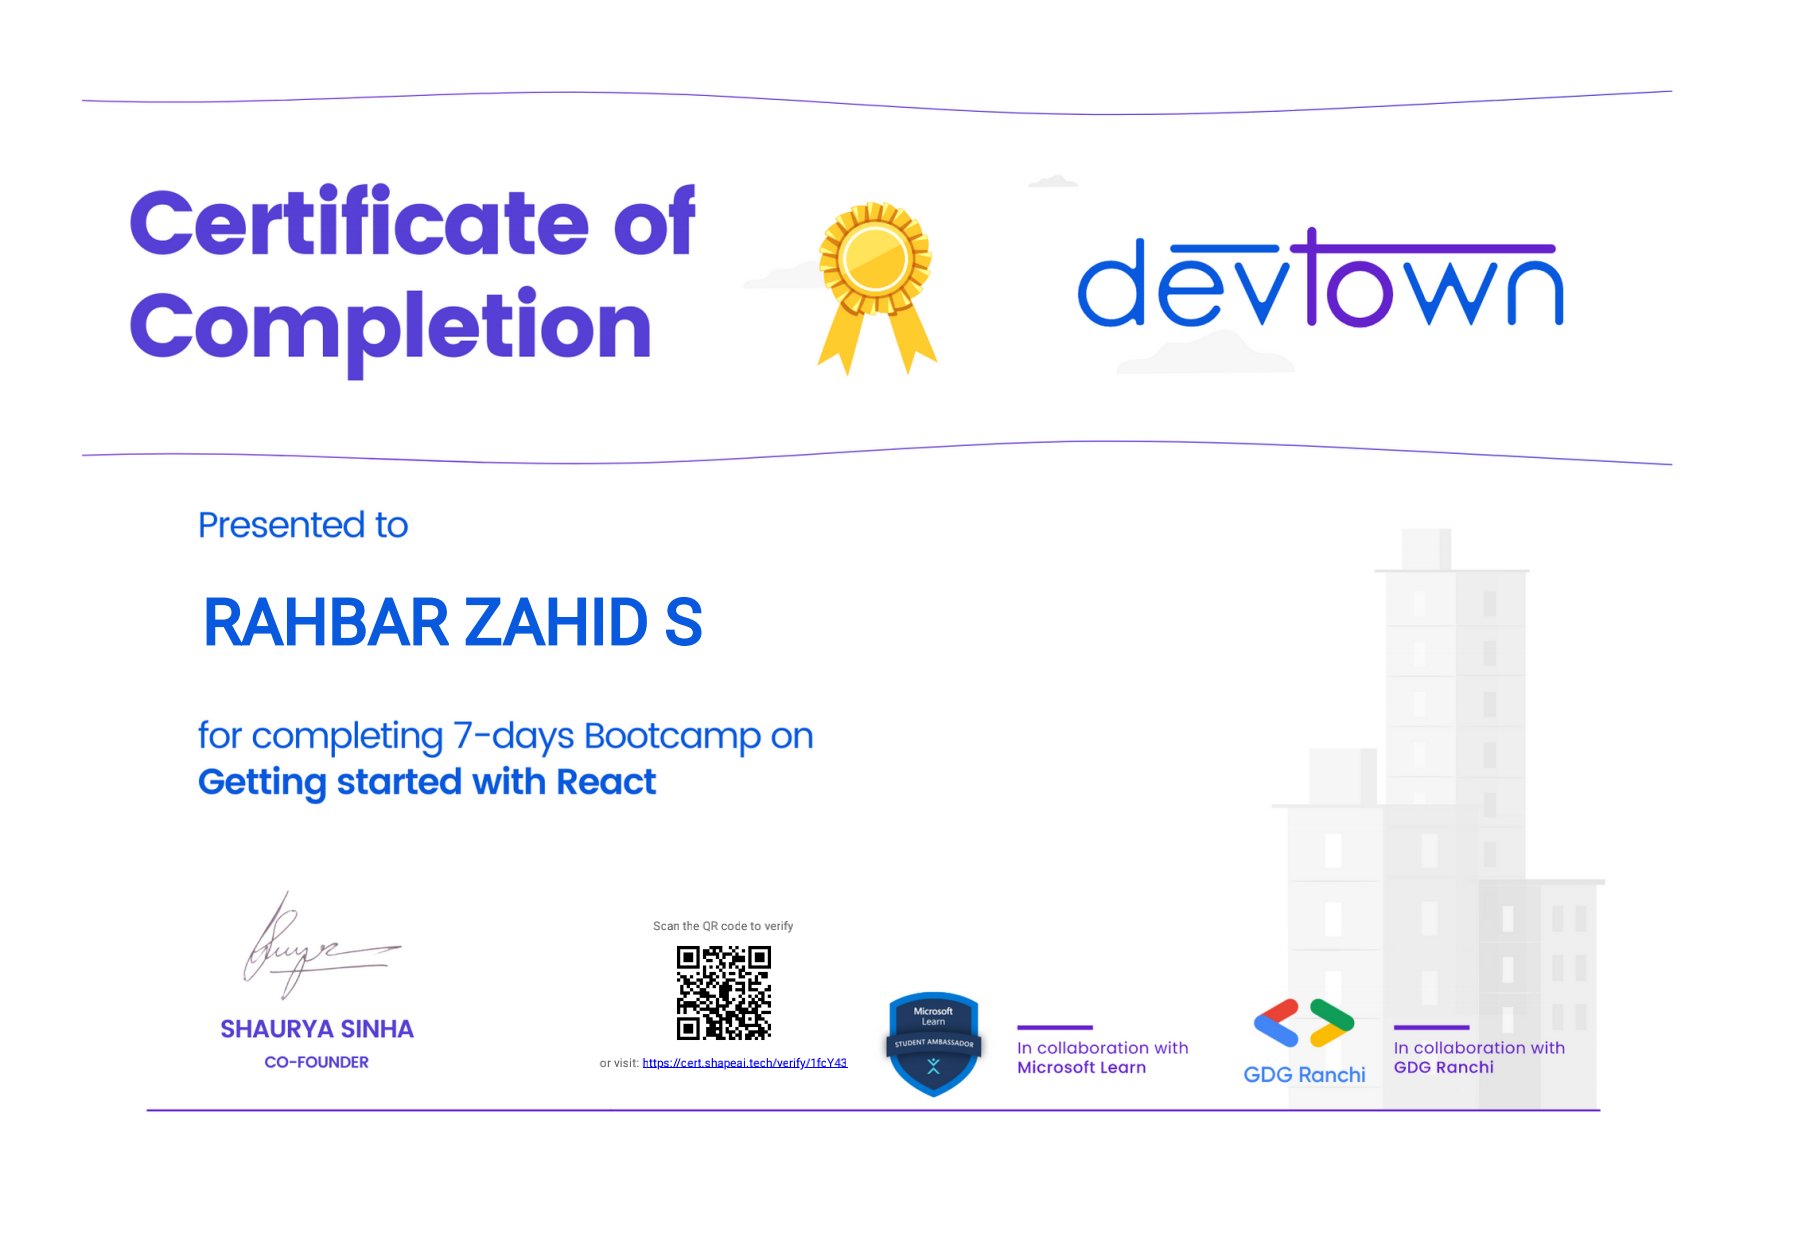 Certificate of
Completion
devtown
Presented to
RAHBAR ZAHID S
for completing 7-days Bootcamp on
Getting started with React
SHAURYA SINHA
CO-FOUNDER
Scan the QR code to verify
or visit: https://cert.shapeai.tech/verify/1fcY43
Microsoft
Learn
STUDENT AMBASSADOR
In collaboration with
Microsoft Learn
GDG Ranchi
In collaboration with
GDG Ranchi